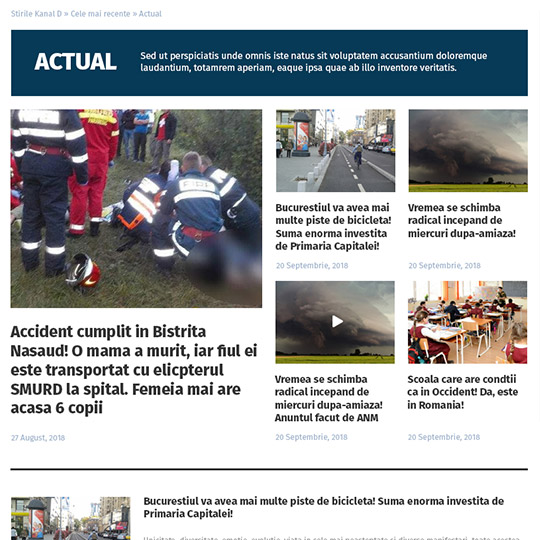 Stirile Kanal D » Cele mai recente » Actual
ACTUAL
Sed ut perspiciatis unde omnis iste natus sit voluptatem accusantium doloremque
laudantium, totamrem aperiam, eaque ipsa quae ab illo inventore veritatis.
Accident cumplit in Bistrita
Nasaud! O mama a murit, iar fiul ei
este transportat cu elicpterul
SMURD la spital. Femeia mai are
acasa 6 copii
27 August, 2018
Bucurestiul va avea mai
multe piste de bicicleta!
Suma enorma investita
de Primaria Capitalei!
20 Septembrie, 2018
Vremea se schimba
radical incepand de
miercuri dupa-amiaza!
20 Septembrie, 2018
Vremea se schimba
radical incepand de
miercuri dupa-amiaza!
Anuntul facut de ANM
20 Septembrie, 2018
Scoala care are condtii
ca in Occident! Da, este
in Romania!
20 Septembrie, 2018
Bucurestiul va avea mai multe piste de bicicleta! Suma enorma investita de
Primaria Capitalei!